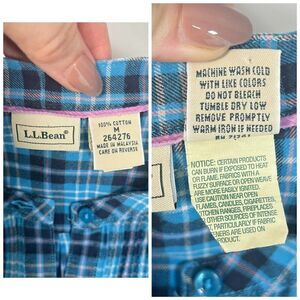 L.L.Bean®
100% COTTON
M
264276
MADE IN MALAYSIA
CARE ON REVERSE
MACHINE WASH COLD
WITH LIKE COLORS
DO NOT BLEACH
TUMBLE DRY LOW
REMOVE PROMPTLY
WARM IRON IF NEEDED
RN 71341
NOTICE: CERTAIN PRODUCTS
CAN BURN IF EXPOSED TO HEAT
OR FLAME. FABRICS WITH A
FUZZY SURFACE OR OPEN WEAVE
ARE MORE EASILY IGNITED.
USE CAUTION NEAR OPEN
FLAMES, CANDLES, CIGARETTES,
KITCHEN RANGES, FIREPLACES
OTHER SOURCES OF INTENSE
PARTICULARLY IF FABRIC
ARE USED ON
PRODUCT.